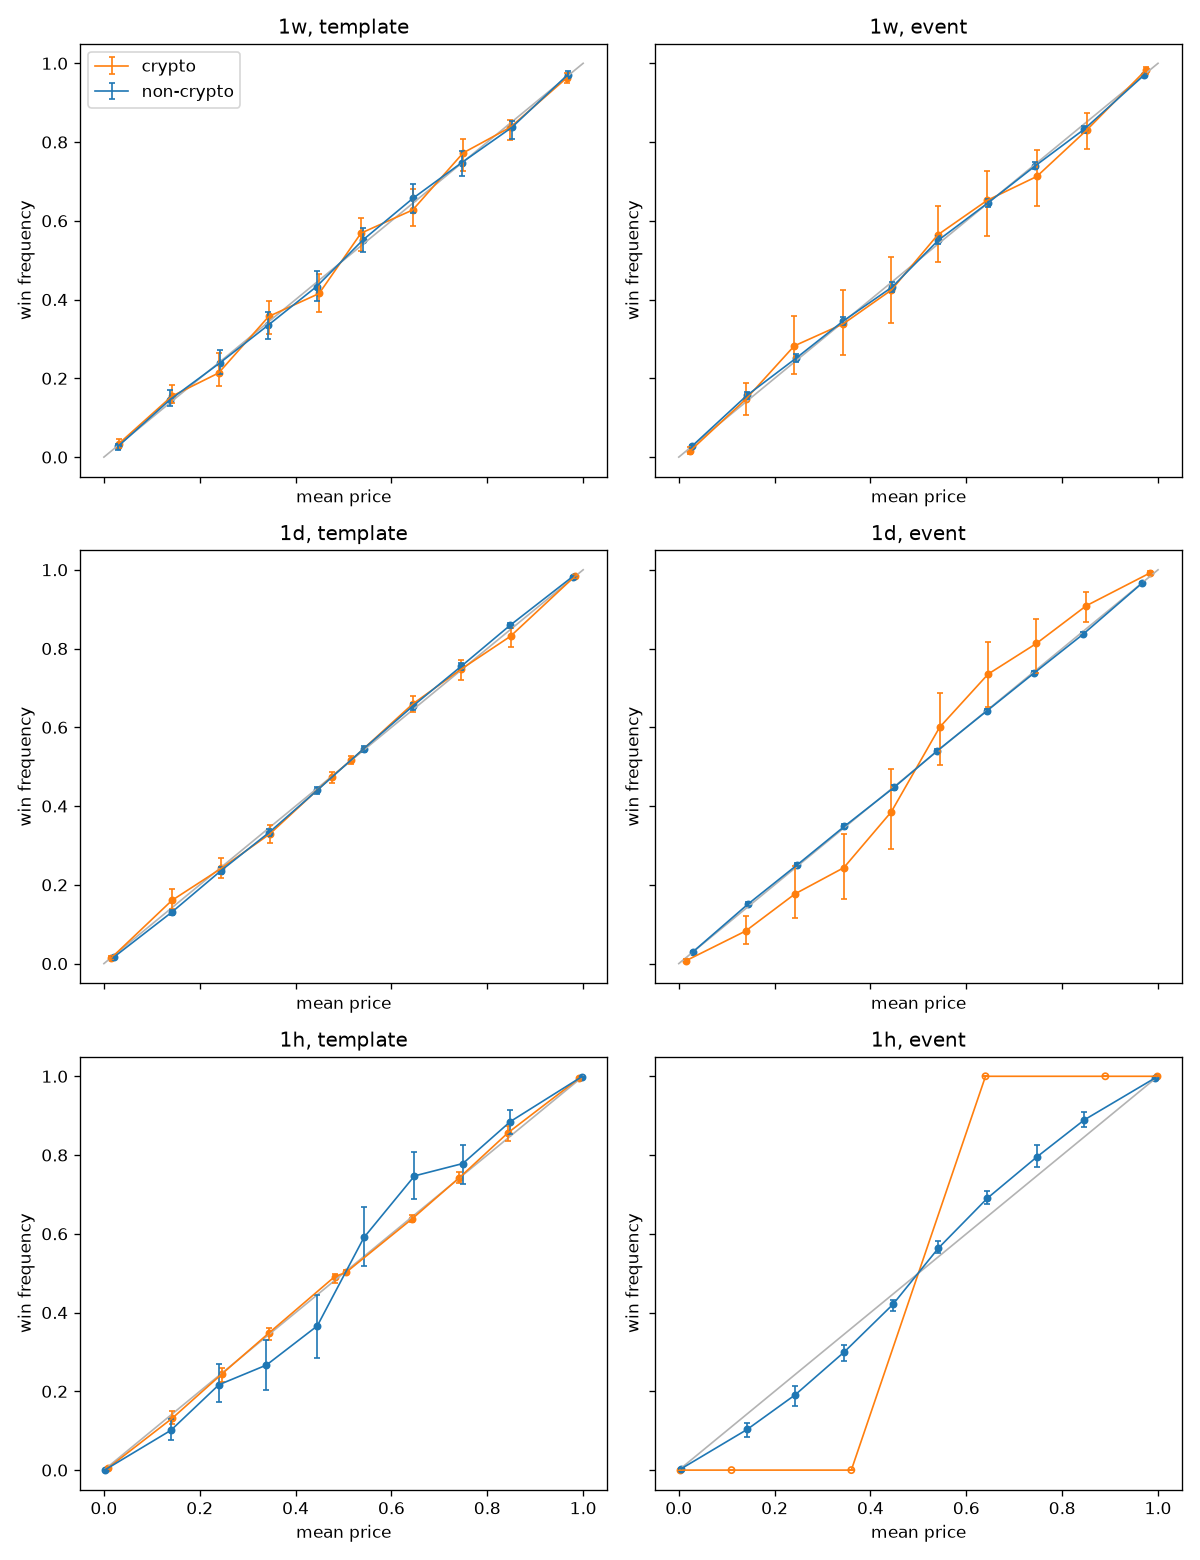 1w, template
1w, event
crypto
non-crypto
1.0
0.8
0.6
0.4
0.2
0.0
win frequency
win frequency
mean price
mean price
1d, template
1d, event
1.0
0.8
0.6
0.4
0.2
0.0
win frequency
win frequency
mean price
mean price
1h, template
1h, event
1.0
0.8
0.6
0.4
0.2
0.0
win frequency
win frequency
0.0 0.2 0.4 0.6 0.8 1.0
0.0 0.2 0.4 0.6 0.8 1.0
mean price
mean price